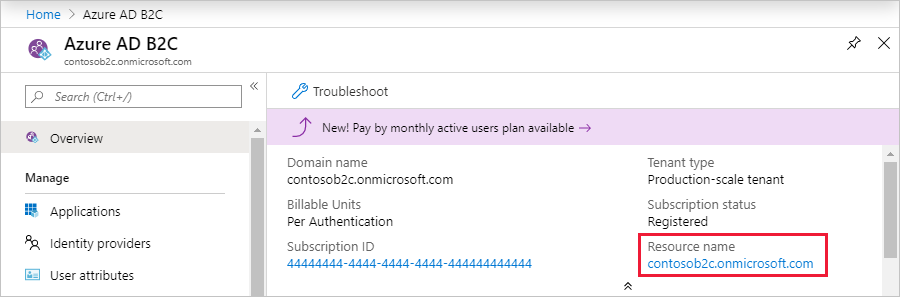 Home > Azure AD B2C
Azure AD B2C
contosob2c.onmicrosoft.com
Search (Ctrl+/)
«
Overview
Manage
Applications
Identity providers
User attributes
Troubleshoot
New! Pay by monthly active users plan available →
Domain name
contosob2c.onmicrosoft.com
Billable Units
Per Authentication
Subscription ID
44444444-4444-4444-4444-444444444444
Tenant type
Production-scale tenant
Subscription status
Registered
Resource name
contosob2c.onmicrosoft.com